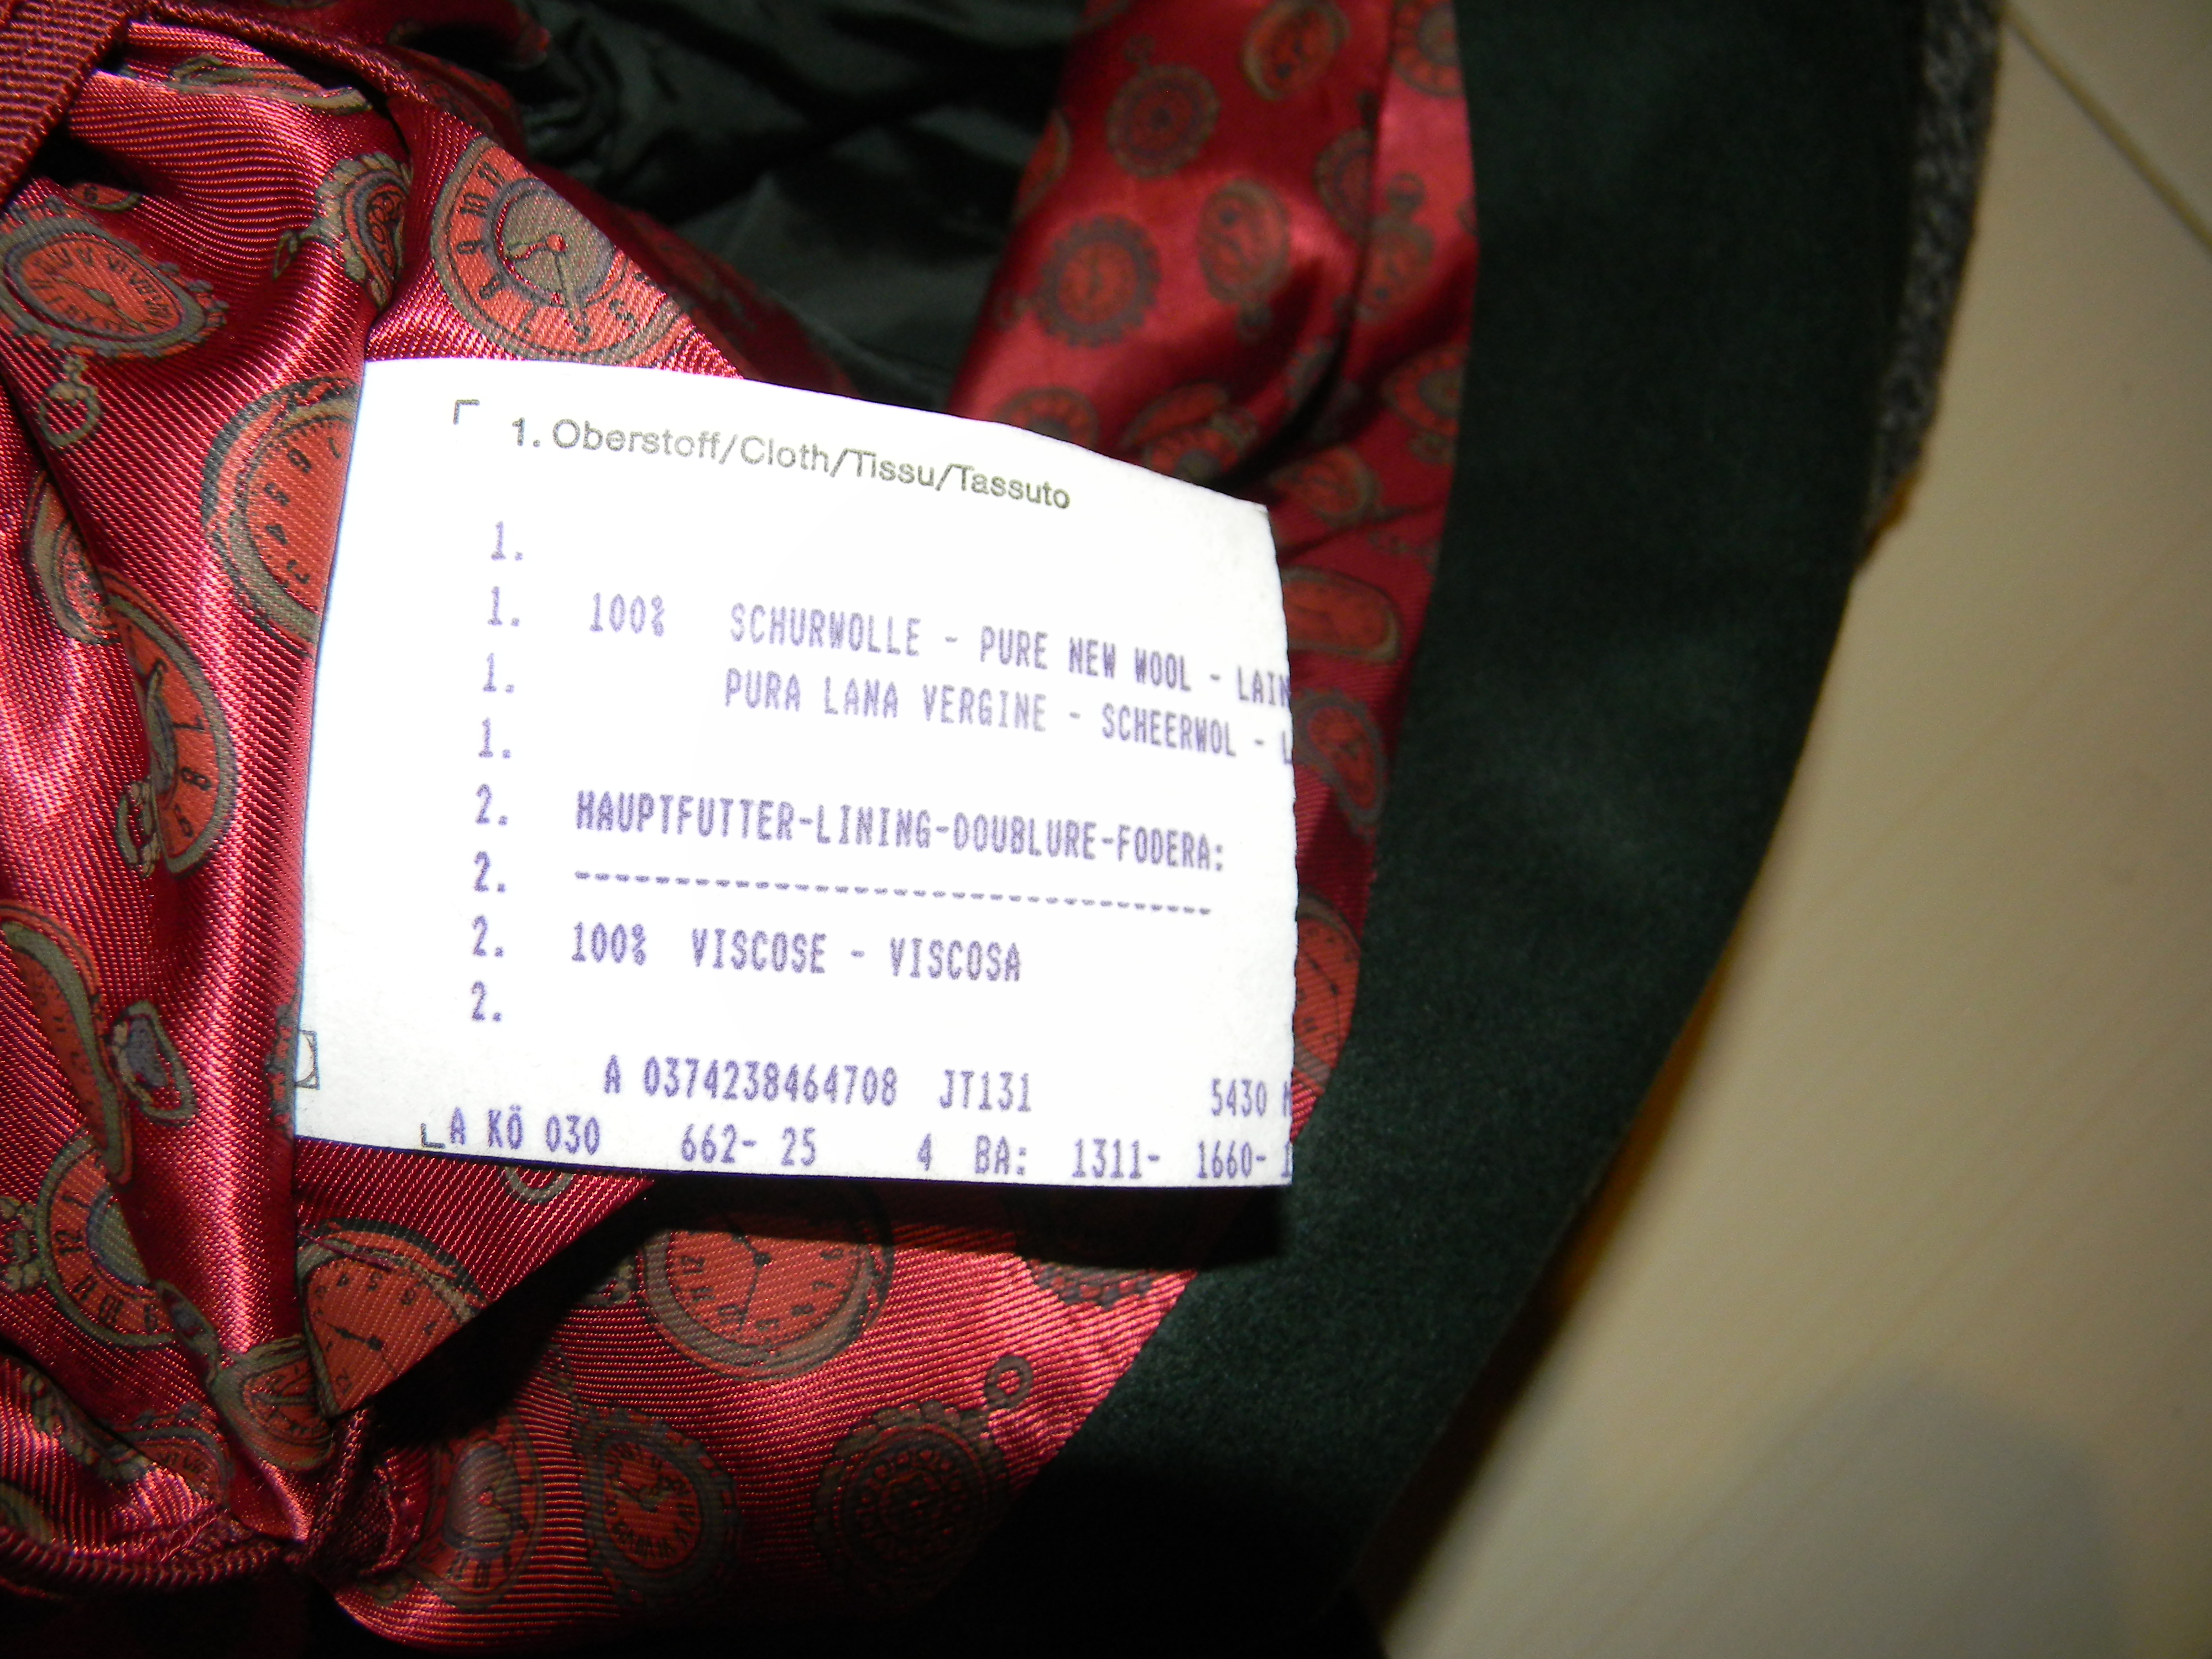 1. Oberstoff/Cloth/Tissu/Tassuto
1.
1. 100% SCHURWOLLE - PURE NEW WOOL - LAIN
1. PURA LANA VERGINE - SCHEERWOL - L
1.
2. HAUPTFUTTER-LINING-DOUBLURE-FODERA:
2. --------------------------------------
2. 100% VISCOSE - VISCOSA
2.
A 0374238464708 JT131 5430
A KÖ 030 662- 25 4 BA: 1311- 1660- 1